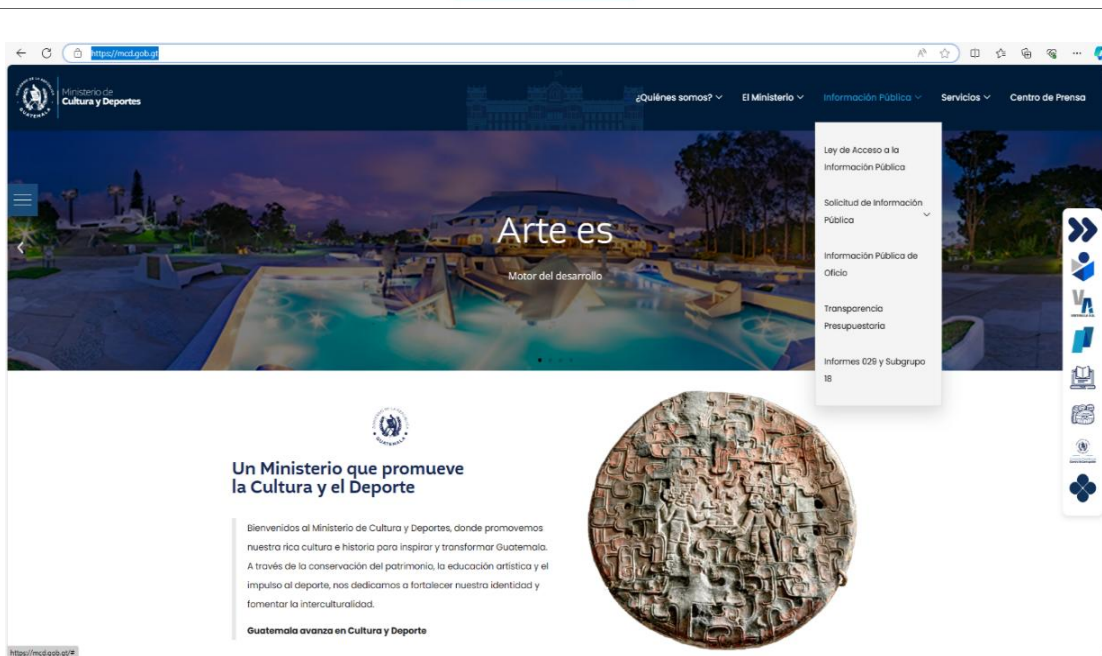 https://mcd.gob.gt
Ministerio de
Cultura y Deportes
¿Quiénes somos?
El Ministerio
Información Pública
Servicios
Centro de Prensa
Ley de Acceso a la
Información Pública
Solicitud de Información
Pública
Información Pública de
Oficio
Transparencia
Presupuestaria
Informes 029 y Subgrupo
18
Arte es
Motor del desarrollo
GUATEMALA
Un Ministerio que promueve
la Cultura y el Deporte
Bienvenidos al Ministerio de Cultura y Deportes, donde promovemos
nuestra rica cultura e historia para inspirar y transformar Guatemala.
A través de la conservación del patrimonio, la educación artística y el
impulso al deporte, nos dedicamos a fortalecer nuestra identidad y
fomentar la interculturalidad.
Guatemala avanza en Cultura y Deporte
https://mcd.gob.gt/#